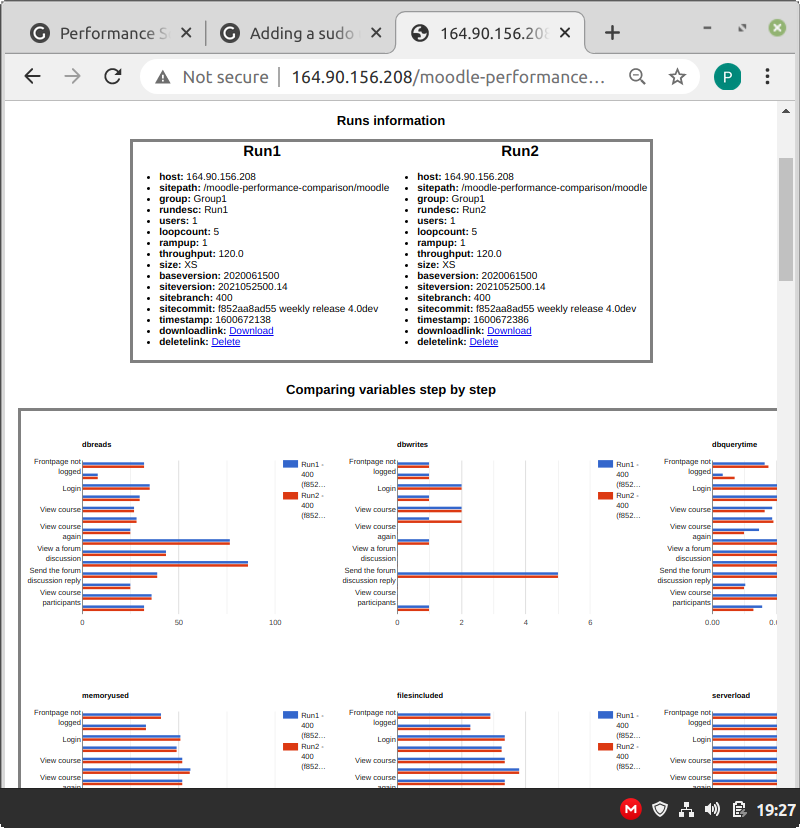 Performance S
Adding a sudo
164.90.156.208
Not secure
164.90.156.208/moodle-performance…
P
Runs information
Run1
host: 164.90.156.208
sitepath: /moodle-performance-comparison/moodle
group: Group1
rundesc: Run1
users: 1
loopcount: 5
rampup: 1
throughput: 120.0
size: XS
baseversion: 2020061500
siteversion: 2021052500.14
sitebranch: 400
sitecommit: f852aa8ad55 weekly release 4.0dev
timestamp: 1600672138
downloadlink: Download
deletelink: Delete
Run2
host: 164.90.156.208
sitepath: /moodle-performance-comparison/moodle
group: Group1
rundesc: Run2
users: 1
loopcount: 5
rampup: 1
throughput: 120.0
size: XS
baseversion: 2020061500
siteversion: 2021052500.14
sitebranch: 400
sitecommit: f852aa8ad55 weekly release 4.0dev
timestamp: 1600672386
downloadlink: Download
deletelink: Delete
Comparing variables step by step
dbreads
Frontpage not
logged
Login
View course
View course
again
View a forum
discussion
Send the forum
discussion reply
View course
participants
0
50
100
Run1 -
400
(f852…
Run2 -
400
(f852…
dbwrites
Frontpage not
logged
Login
View course
View course
again
View a forum
discussion
Send the forum
discussion reply
View course
participants
0
2
4
6
Run1 -
400
(f852…
Run2 -
400
(f852…
dbquerytime
Frontpage not
logged
Login
View course
View course
again
View a forum
discussion
Send the forum
discussion reply
View course
participants
0.00
memoryused
Frontpage not
logged
Login
View course
View course
again
Run1 -
400
(f852…
Run2 -
400
(f852…
filesincluded
Frontpage not
logged
Login
View course
View course
again
Run1 -
400
(f852…
Run2 -
400
(f852…
serverload
Frontpage not
logged
Login
View course
View course
again
M
19:27